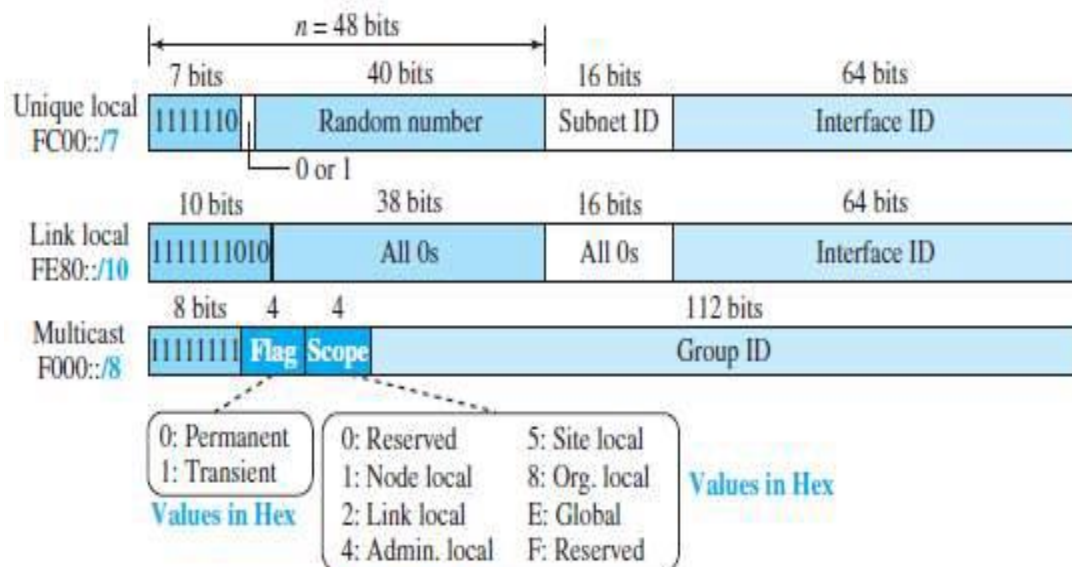 n = 48 bits
7 bits 40 bits 16 bits 64 bits
Unique local
FC00::/7
1111110 Random number Subnet ID Interface ID
0 or 1
10 bits 38 bits 16 bits 64 bits
Link local
FE80::/10
1111111010 All 0s All 0s Interface ID
8 bits 4 4 112 bits
Multicast
F000::/8
11111111 Flag Scope Group ID
0: Permanent
1: Transient
Values in Hex
0: Reserved 5: Site local
1: Node local 8: Org. local
2: Link local E: Global
4: Admin. local F: Reserved
Values in Hex